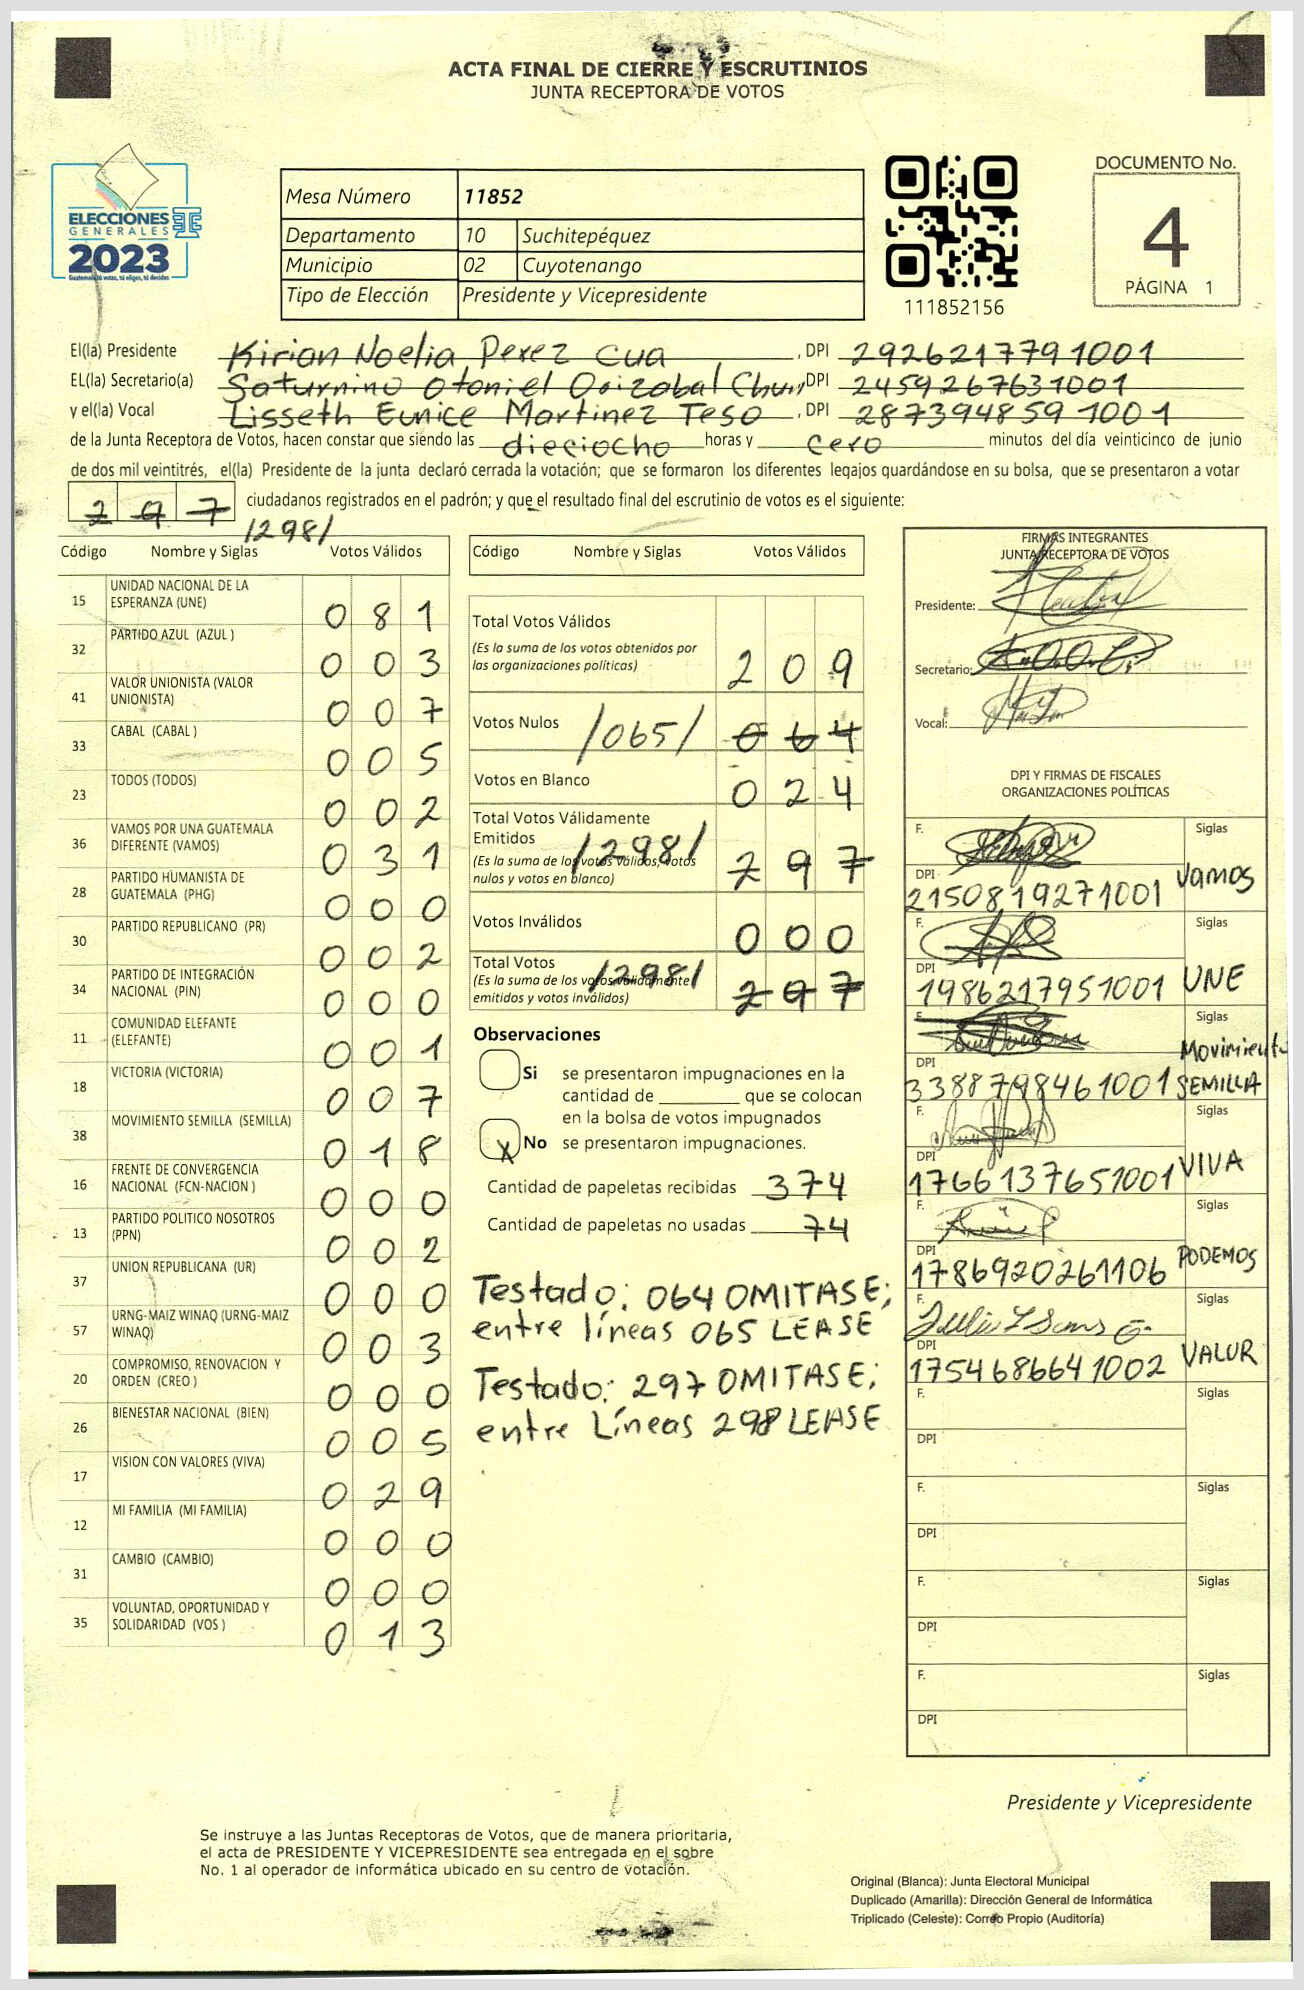 ACTA FINAL DE CIERRE Y ESCRUTINIOS
JUNTA RECEPTORA DE VOTOS
ELECCIONES
GENERALES
2023
Guatemala tú votas, tú eliges, tú decides
Mesa Número 11852
Departamento 10 Suchitepéquez
Municipio 02 Cuyotenango
Tipo de Elección Presidente y Vicepresidente
111852156
DOCUMENTO No.
4
PÁGINA 1
El(la) Presidente Kirian Noelia Perez Cua, DPI 2926217791001
EL(la) Secretario(a) Saturnino Otoniel Orizabal Chun DPI 2459267631001
y el(la) Vocal Lisseth Eunice Martinez Teso, DPI 2873948591001
de la Junta Receptora de Votos, hacen constar que siendo las dieciocho horas y cero minutos del día veinticinco de junio
de dos mil veintitrés, el(la) Presidente de la junta declaró cerrada la votación; que se formaron los diferentes legajos quardándose en su bolsa, que se presentaron a votar
297 ciudadanos registrados en el padrón; y que el resultado final del escrutinio de votos es el siguiente:
/298/
Código Nombre y Siglas Votos Válidos
15 UNIDAD NACIONAL DE LA
ESPERANZA (UNE) 081
32 PARTIDO AZUL (AZUL ) 003
41 VALOR UNIONISTA (VALOR
UNIONISTA) 007
33 CABAL (CABAL ) 005
23 TODOS (TODOS) 002
36 VAMOS POR UNA GUATEMALA
DIFERENTE (VAMOS) 031
28 PARTIDO HUMANISTA DE
GUATEMALA (PHG) 000
30 PARTIDO REPUBLICANO (PR) 002
34 PARTIDO DE INTEGRACIÓN
NACIONAL (PIN) 000
11 COMUNIDAD ELEFANTE
(ELEFANTE) 001
18 VICTORIA (VICTORIA) 007
38 MOVIMIENTO SEMILLA (SEMILLA) 018
16 FRENTE DE CONVERGENCIA
NACIONAL (FCN-NACION ) 000
13 PARTIDO POLITICO NOSOTROS
(PPN) 002
37 UNION REPUBLICANA (UR) 000
57 URNG-MAIZ WINAQ (URNG-MAIZ
WINAQ) 003
20 COMPROMISO, RENOVACION Y
ORDEN (CREO ) 000
26 BIENESTAR NACIONAL (BIEN) 005
17 VISION CON VALORES (VIVA) 029
12 MI FAMILIA (MI FAMILIA) 000
31 CAMBIO (CAMBIO) 000
35 VOLUNTAD, OPORTUNIDAD Y
SOLIDARIDAD (VOS ) 013
Código Nombre y Siglas Votos Válidos
Total Votos Válidos
(Es la suma de los votos obtenidos por
las organizaciones políticas) 209
Votos Nulos /065/ 064
Votos en Blanco 024
Total Votos Válidamente
Emitidos /298/
(Es la suma de los votos válidos, votos
nulos y votos en blanco) 297
Votos Inválidos 000
Total Votos
(Es la suma de los votos válidamente
emitidos y votos inválidos) /298/ 297
Observaciones
Si se presentaron impugnaciones en la
cantidad de ________ que se colocan
en la bolsa de votos impugnados
X No se presentaron impugnaciones.
Cantidad de papeletas recibidas 374
Cantidad de papeletas no usadas 74
Testado: 064 OMITASE;
entre líneas 065 LEASE
Testado: 297 OMITASE;
entre Líneas 298 LEASE
FIRMAS INTEGRANTES
JUNTA RECEPTORA DE VOTOS
Presidente:
Secretario:
Vocal:
DPI Y FIRMAS DE FISCALES
ORGANIZACIONES POLÍTICAS
F. Siglas
DPI 2150819271001 Vamos
F. Siglas
DPI 1986217951001 UNE
F. Siglas
DPI 3388798461001 Movimiento SEMILLA
F. Siglas
DPI 1766137651001 VIVA
F. Siglas
DPI 1786920261106 PODEMOS
F. Siglas
DPI 1754686641002 VALUR
F. Siglas
DPI
F. Siglas
DPI
F. Siglas
DPI
F. Siglas
DPI
Presidente y Vicepresidente
Se instruye a las Juntas Receptoras de Votos, que de manera prioritaria,
el acta de PRESIDENTE Y VICEPRESIDENTE sea entregada en el sobre
No. 1 al operador de informática ubicado en su centro de votación.
Original (Blanca): Junta Electoral Municipal
Duplicado (Amarilla): Dirección General de Informática
Triplicado (Celeste): Correo Propio (Auditoría)